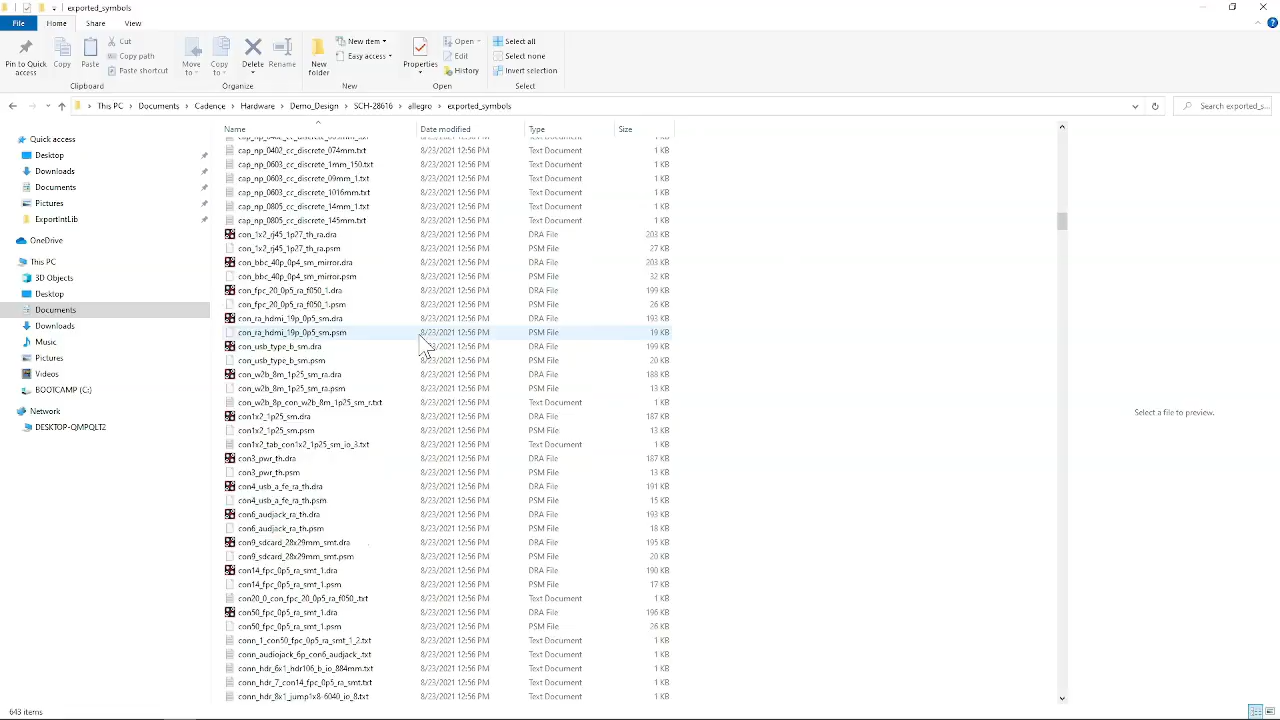 exported_symbols
File Home Share View
Pin to Quick access
Copy
Paste
Cut
Copy path
Paste shortcut
Clipboard
Move to
Copy to
Delete
Rename
Organize
New folder
New item
Easy access
New
Properties
Open
Edit
History
Open
Select all
Select none
Invert selection
Select
This PC > Documents > Cadence > Hardware > Demo_Design > SCH-28616 > allegro > exported_symbols
Search exported_s...
Quick access
Desktop
Downloads
Documents
Pictures
ExportIntLib
OneDrive
This PC
3D Objects
Desktop
Documents
Downloads
Music
Pictures
Videos
BOOTCAMP (C:)
Network
DESKTOP-QMPQLT2
Name Date modified Type Size
cap_np_0402_cc_discrete_074mm.txt 8/23/2021 12:56 PM Text Document 1 KB
cap_np_0603_cc_discrete_1mm_150.txt 8/23/2021 12:56 PM Text Document 1 KB
cap_np_0603_cc_discrete_09mm_1.txt 8/23/2021 12:56 PM Text Document 1 KB
cap_np_0603_cc_discrete_1016mm.txt 8/23/2021 12:56 PM Text Document 1 KB
cap_np_0805_cc_discrete_14mm_1.txt 8/23/2021 12:56 PM Text Document 1 KB
cap_np_0805_cc_discrete_145mm.txt 8/23/2021 12:56 PM Text Document 1 KB
con_1x2_rj45_1p27_th_ra.dra 8/23/2021 12:56 PM DRA File 203 KB
con_1x2_rj45_1p27_th_ra.psm 8/23/2021 12:56 PM PSM File 27 KB
con_bbc_40p_0p4_sm_mirror.dra 8/23/2021 12:56 PM DRA File 203 KB
con_bbc_40p_0p4_sm_mirror.psm 8/23/2021 12:56 PM PSM File 32 KB
con_fpc_20_0p5_ra_f050_1.dra 8/23/2021 12:56 PM DRA File 199 KB
con_fpc_20_0p5_ra_f050_1.psm 8/23/2021 12:56 PM PSM File 26 KB
con_ra_hdmi_19p_0p5_sm.dra 8/23/2021 12:56 PM DRA File 193 KB
con_ra_hdmi_19p_0p5_sm.psm 8/23/2021 12:56 PM PSM File 19 KB
con_usb_type_b_sm.dra 8/23/2021 12:56 PM DRA File 199 KB
con_usb_type_b_sm.psm 8/23/2021 12:56 PM PSM File 20 KB
con_w2b_8m_1p25_sm_ra.dra 8/23/2021 12:56 PM DRA File 188 KB
con_w2b_8m_1p25_sm_ra.psm 8/23/2021 12:56 PM PSM File 13 KB
con_w2b_8p_con_w2b_8m_1p25_sm_r.txt 8/23/2021 12:56 PM Text Document 1 KB
con1x2_1p25_sm.dra 8/23/2021 12:56 PM DRA File 187 KB
con1x2_1p25_sm.psm 8/23/2021 12:56 PM PSM File 13 KB
con1x2_tab_con1x2_1p25_sm_io_3.txt 8/23/2021 12:56 PM Text Document 1 KB
con3_pwr_th.dra 8/23/2021 12:56 PM DRA File 187 KB
con3_pwr_th.psm 8/23/2021 12:56 PM PSM File 13 KB
con4_usb_a_fe_ra_th.dra 8/23/2021 12:56 PM DRA File 191 KB
con4_usb_a_fe_ra_th.psm 8/23/2021 12:56 PM PSM File 15 KB
con6_audjack_ra_th.dra 8/23/2021 12:56 PM DRA File 193 KB
con6_audjack_ra_th.psm 8/23/2021 12:56 PM PSM File 18 KB
con9_sdcard_28x29mm_smt.dra 8/23/2021 12:56 PM DRA File 195 KB
con9_sdcard_28x29mm_smt.psm 8/23/2021 12:56 PM PSM File 20 KB
con14_fpc_0p5_ra_smt_1.dra 8/23/2021 12:56 PM DRA File 190 KB
con14_fpc_0p5_ra_smt_1.psm 8/23/2021 12:56 PM PSM File 17 KB
con20_0_con_fpc_20_0p5_ra_f050_.txt 8/23/2021 12:56 PM Text Document 1 KB
con50_fpc_0p5_ra_smt_1.dra 8/23/2021 12:56 PM DRA File 196 KB
con50_fpc_0p5_ra_smt_1.psm 8/23/2021 12:56 PM PSM File 26 KB
conn_1_con50_fpc_0p5_ra_smt_1_2.txt 8/23/2021 12:56 PM Text Document 1 KB
conn_audiojack_6p_con6_audjack_.txt 8/23/2021 12:56 PM Text Document 1 KB
conn_hdr_6x1_hdr106_b_io_884mm.txt 8/23/2021 12:56 PM Text Document 1 KB
conn_hdr_7_con14_fpc_0p5_ra_smt.txt 8/23/2021 12:56 PM Text Document 1 KB
conn_hdr_8x1_jump1x8-6040_io_8.txt 8/23/2021 12:56 PM Text Document 1 KB
Select a file to preview.
643 items